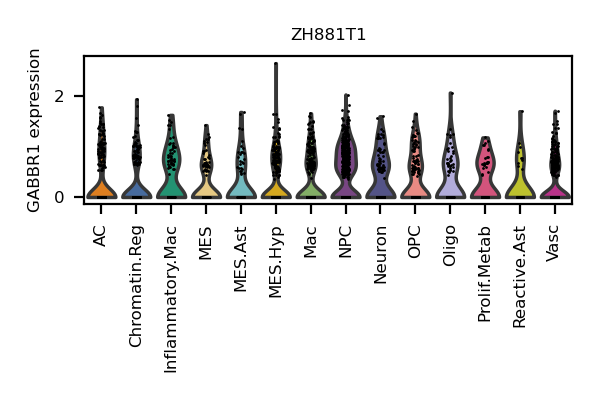 ZH881T1
GABBR1 expression
2
0
AC
Chromatin.Reg
Inflammatory.Mac
MES
MES.Ast
MES.Hyp
Mac
NPC
Neuron
OPC
Oligo
Prolif.Metab
Reactive.Ast
Vasc